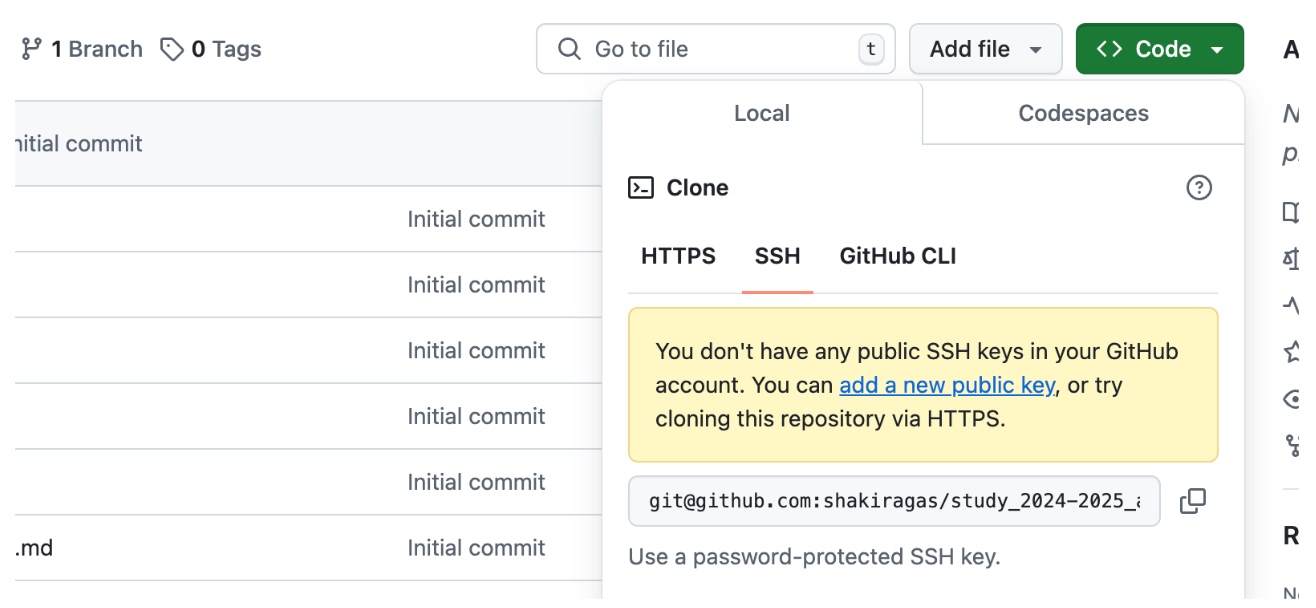 1 Branch 0 Tags
Go to file t
Add file
Code
Local Codespaces
nitial commit
Clone
HTTPS SSH GitHub CLI
Initial commit
Initial commit
Initial commit
Initial commit
Initial commit
.md Initial commit
You don't have any public SSH keys in your GitHub
account. You can add a new public key, or try
cloning this repository via HTTPS.
git@github.com:shakiragas/study_2024-2025_
Use a password-protected SSH key.
A
N
p
R
No